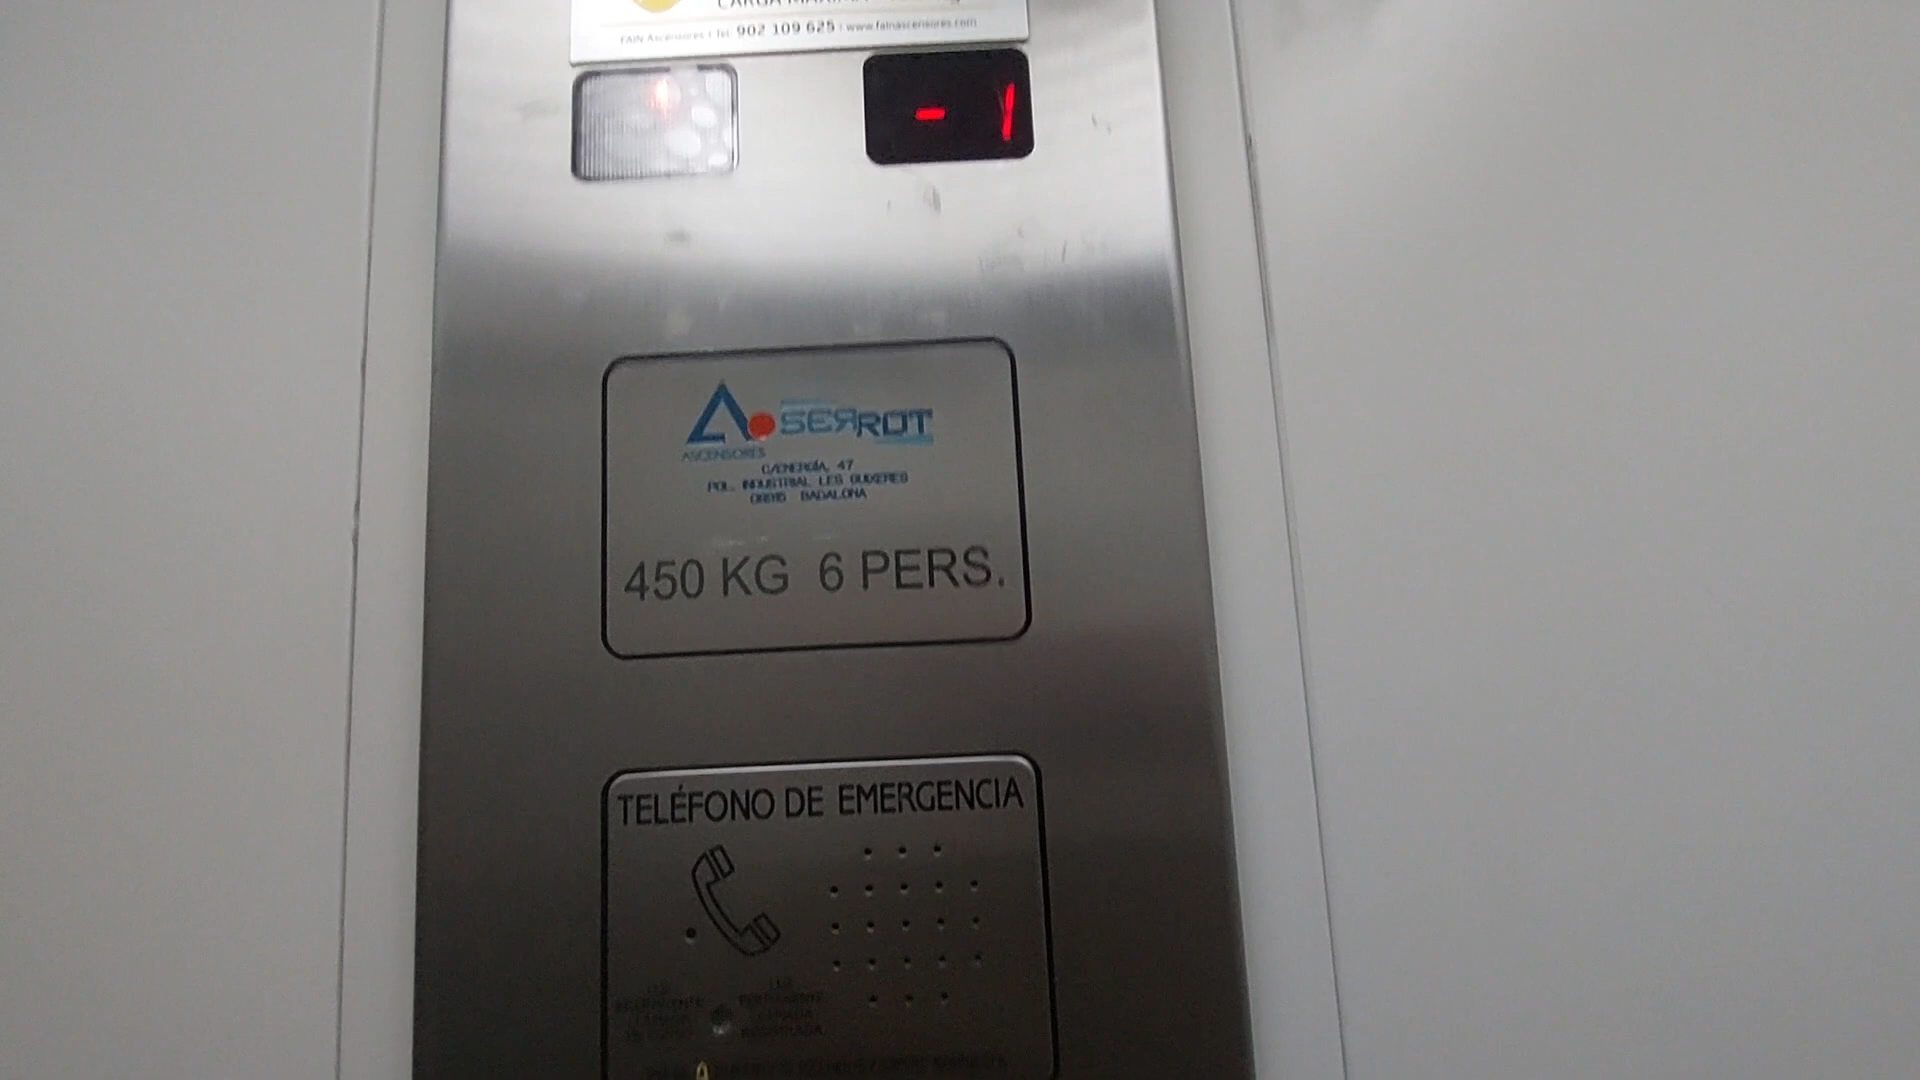 CARGA
FAIN Ascensores | Tel. 902 109 625 | www.fainascensores.com
- 1
SERROT
ASCENSORES
C/ENERGÍA, 47
POL. INDUSTRIAL LES GUIXERES
08915 BADALONA
450 KG 6 PERS.
TELÉFONO DE EMERGENCIA